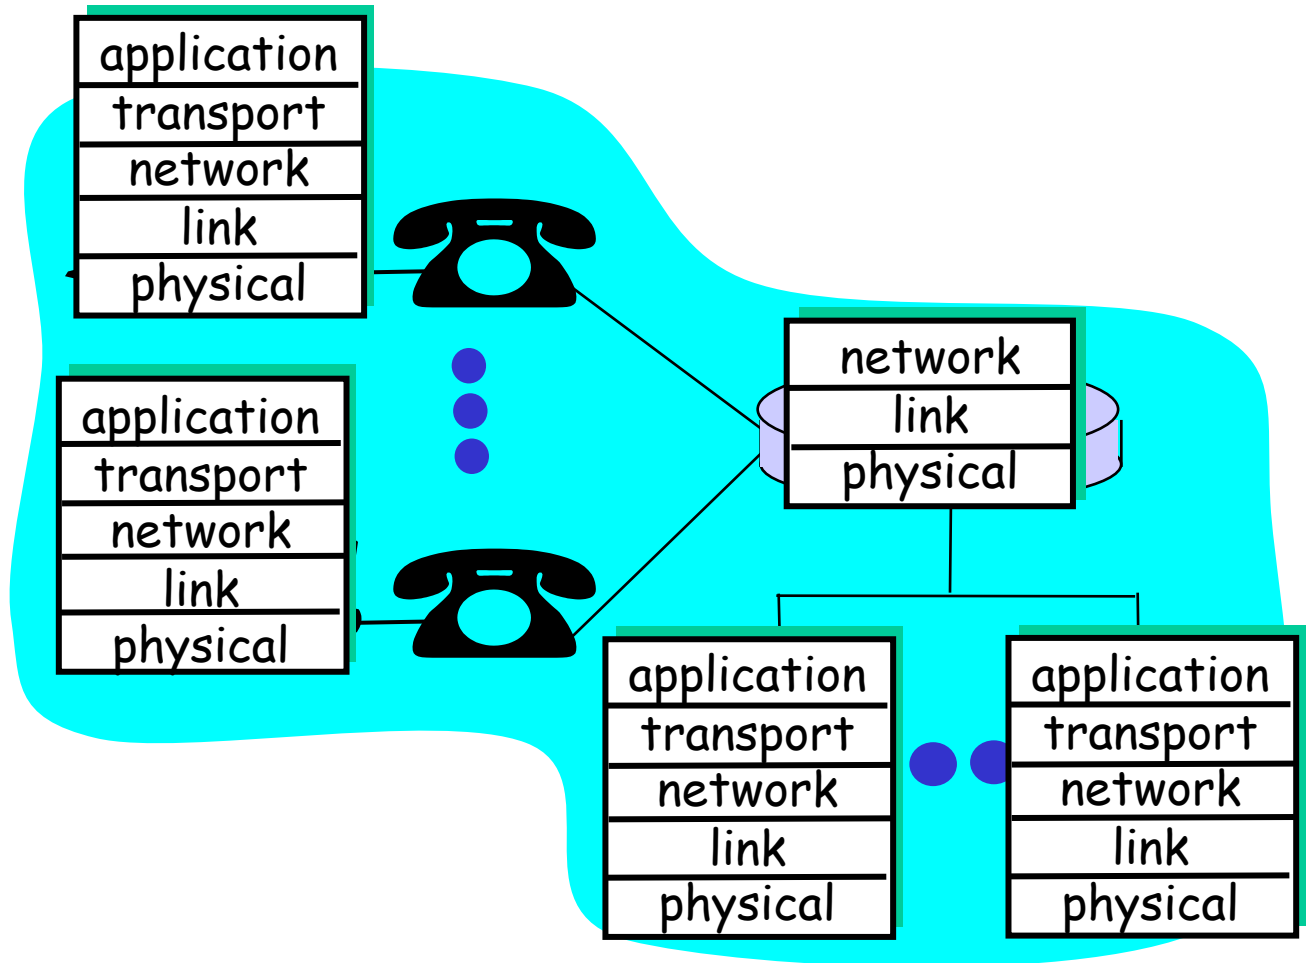 application
transport
network
link
physical
application
transport
network
link
physical
network
link
physical
application
transport
network
link
physical
application
transport
network
link
physical